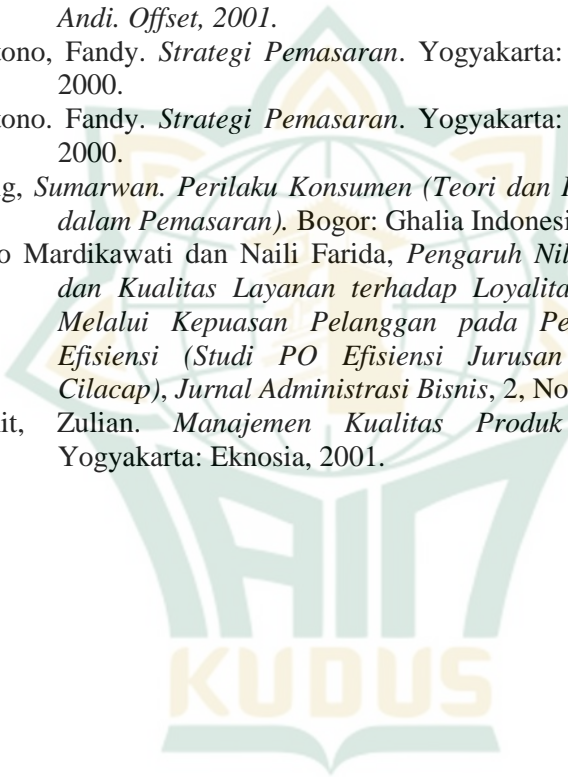 Andi. Offset, 2001.
tono, Fandy. Strategi Pemasaran. Yogyakarta:
2000.
tono. Fandy. Strategi Pemasaran. Yogyakarta:
2000.
g, Sumarwan. Perilaku Konsumen (Teori dan
dalam Pemasaran). Bogor: Ghalia Indonesi
o Mardikawati dan Naili Farida, Pengaruh Nil
dan Kualitas Layanan terhadap Loyalita
Melalui Kepuasan Pelanggan pada Pe
Efisiensi (Studi PO Efisiensi Jurusan
Cilacap), Jurnal Administrasi Bisnis, 2, No
it, Zulian. Manajemen Kualitas Produk
Yogyakarta: Eknosia, 2001.
IAIN
KUDUS